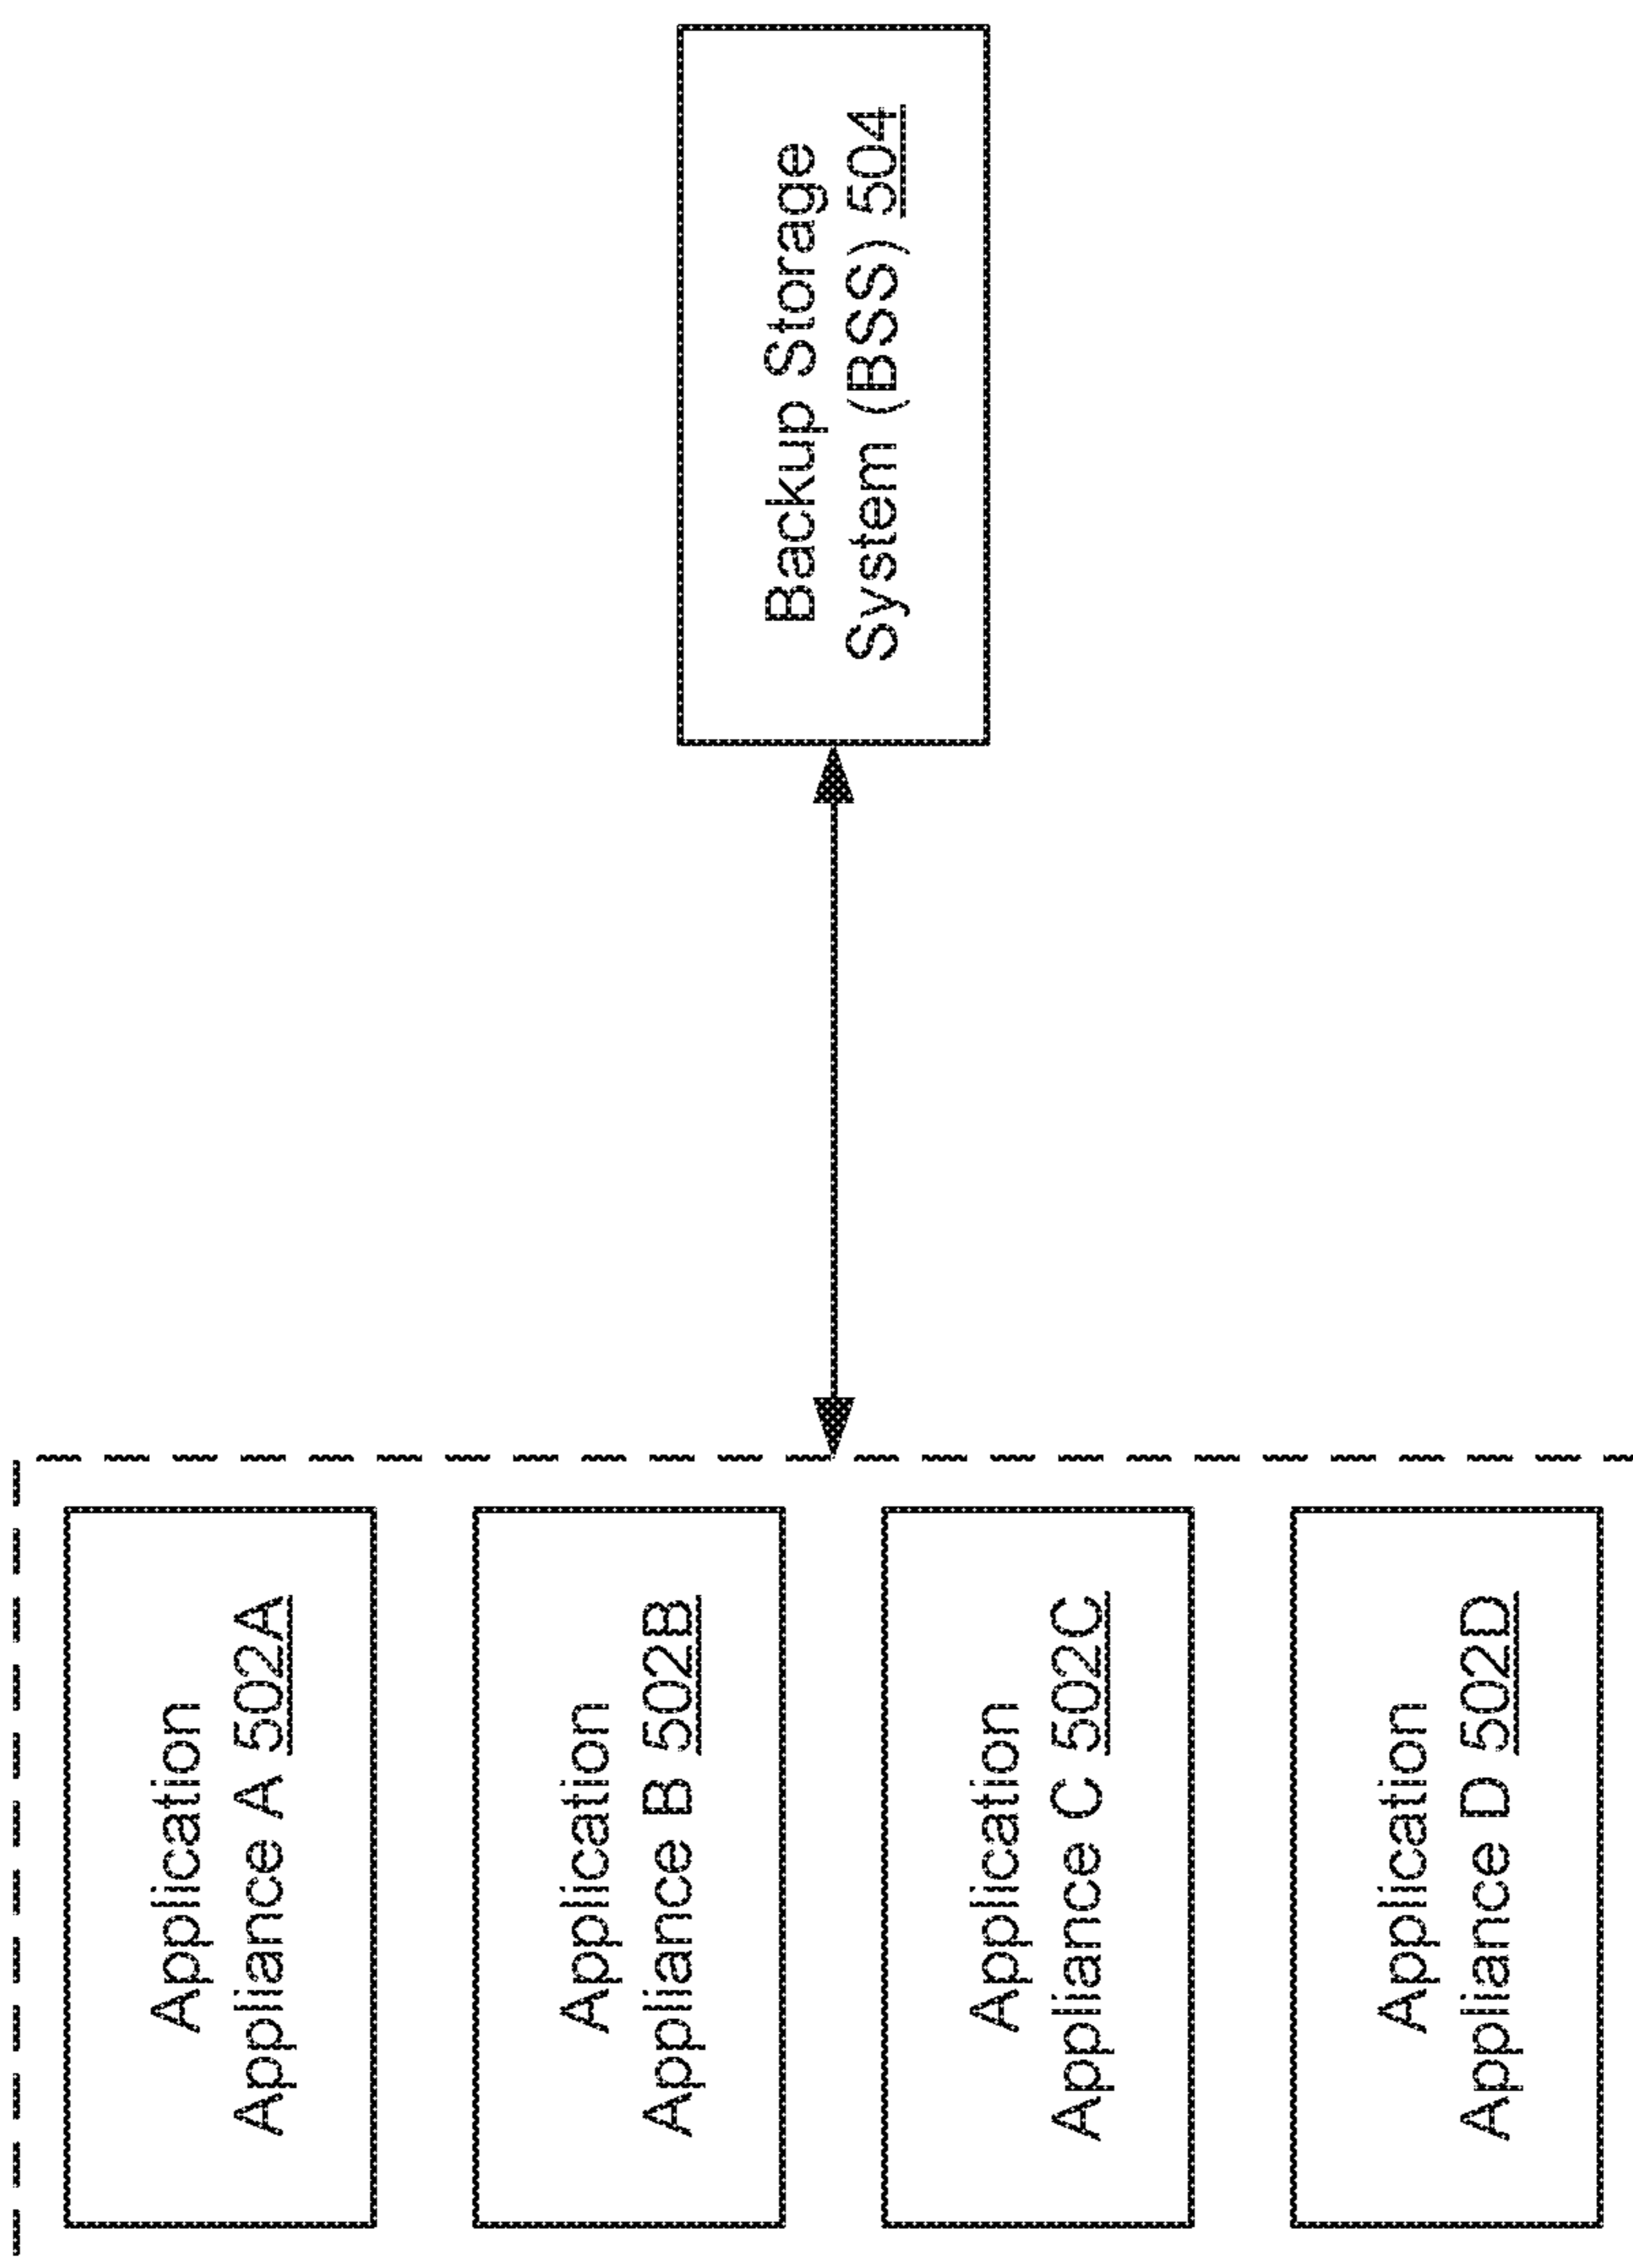 Application
Appliance A 502A
Application
Appliance B 502B
Application
Appliance C 502C
Application
Appliance D 502D
Backup Storage
System (BSS) 504